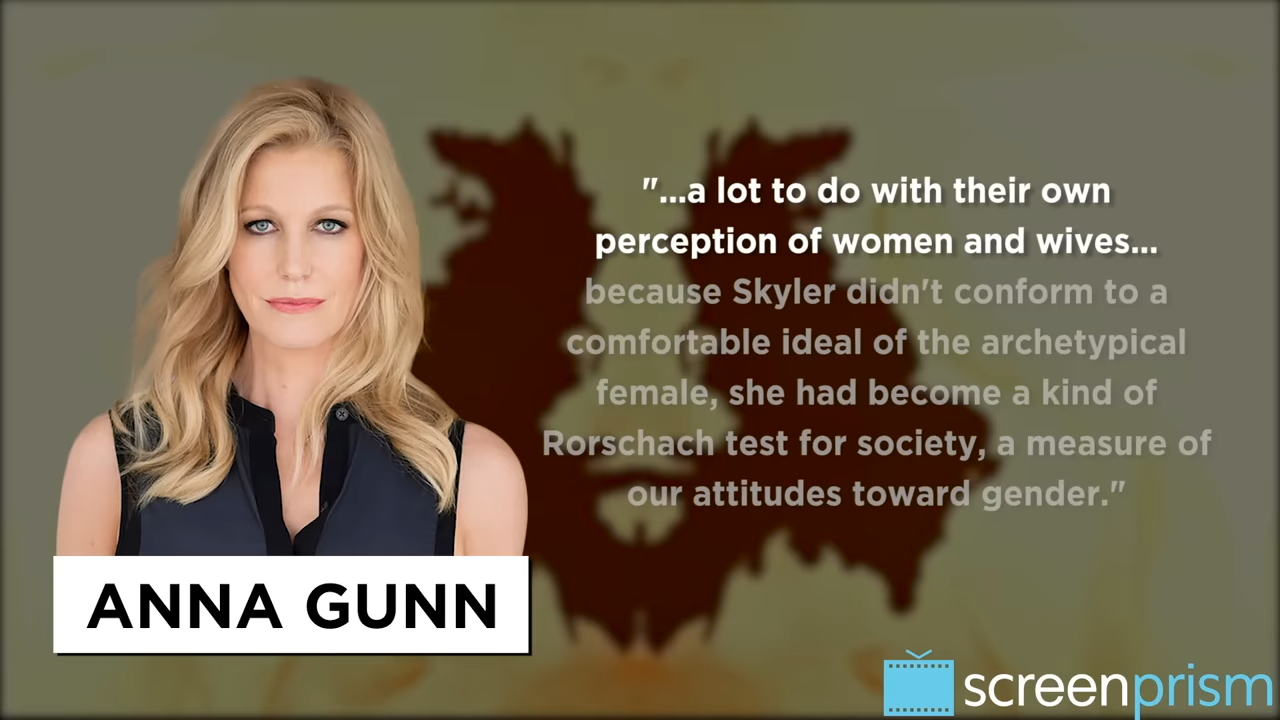 "...a lot to do with their own
perception of women and wives...
because Skyler didn't conform to a
comfortable ideal of the archetypical
female, she had become a kind of
Rorschach test for society, a measure of
our attitudes toward gender."
ANNA GUNN
screenprism